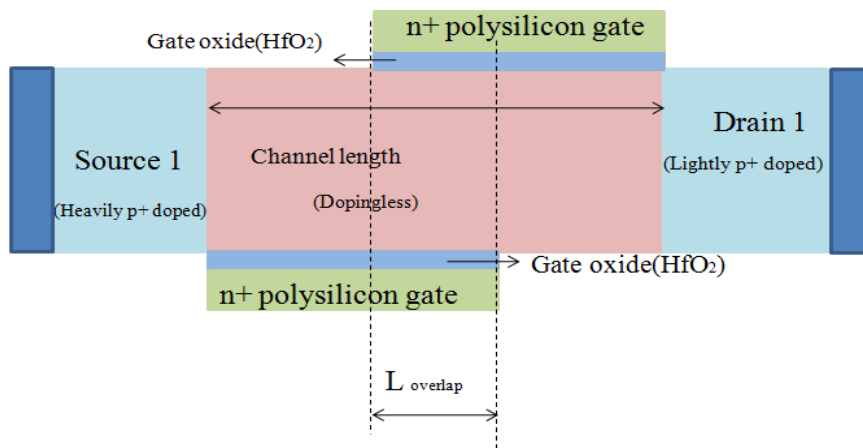 n+ polysilicon gate
Gate oxide(HfO₂)
Source 1
(Heavily p+ doped)
Channel length
(Dopingless)
Drain 1
(Lightly p+ doped)
Gate oxide(HfO₂)
n+ polysilicon gate
L overlap